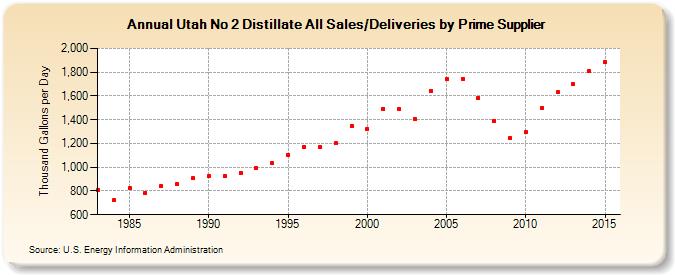 Annual Utah No 2 Distillate All Sales/Deliveries by Prime Supplier
Thousand Gallons per Day
2,000
1,800
1,600
1,400
1,200
1,000
800
600
1985 1990 1995 2000 2005 2010 2015
Source: U.S. Energy Information Administration